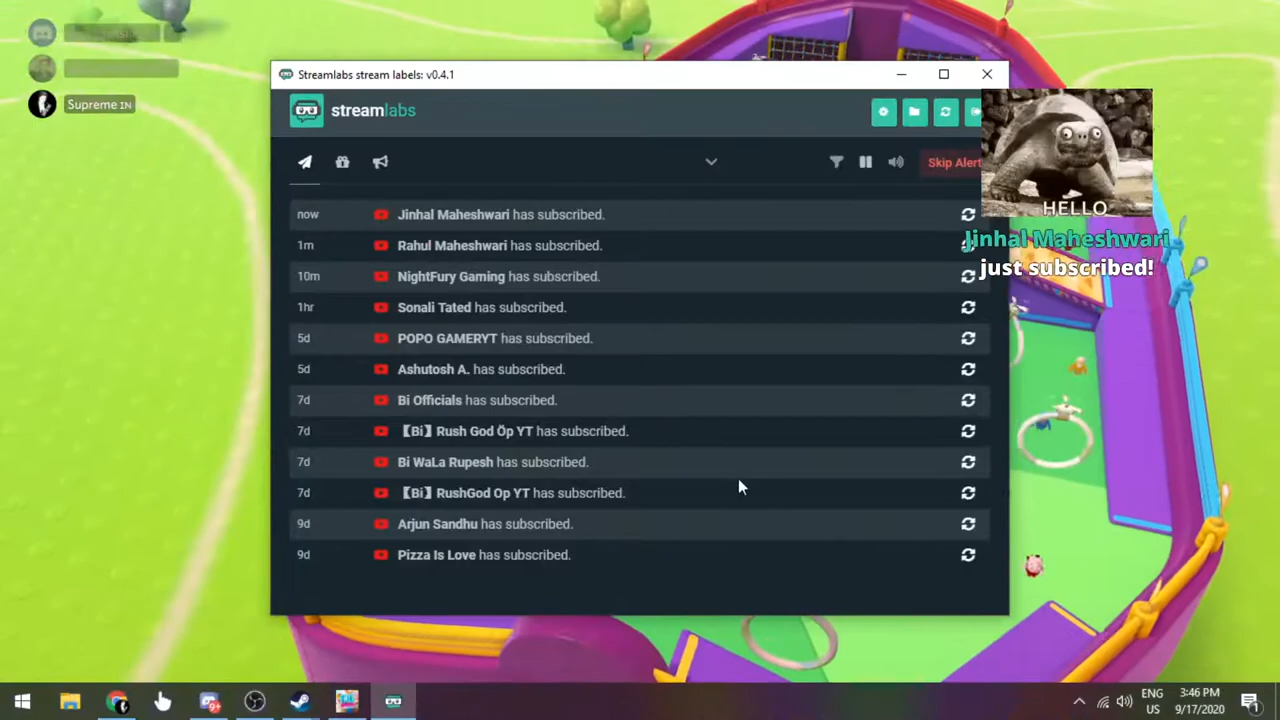 Supreme IN
Streamlabs stream labels: v0.4.1
streamlabs
Skip Alert
now Jinhal Maheshwari has subscribed.
1m Rahul Maheshwari has subscribed.
10m NightFury Gaming has subscribed.
1hr Sonali Tated has subscribed.
5d POPO GAMERYT has subscribed.
5d Ashutosh A. has subscribed.
7d Bi Officials has subscribed.
7d 【Bi】Rush God Öp YT has subscribed.
7d Bi WaLa Rupesh has subscribed.
7d 【Bi】RushGod Op YT has subscribed.
9d Arjun Sandhu has subscribed.
9d Pizza Is Love has subscribed.
HELLO
Jinhal Maheshwari
just subscribed!
9+
ENG
US
3:46 PM
9/17/2020
1